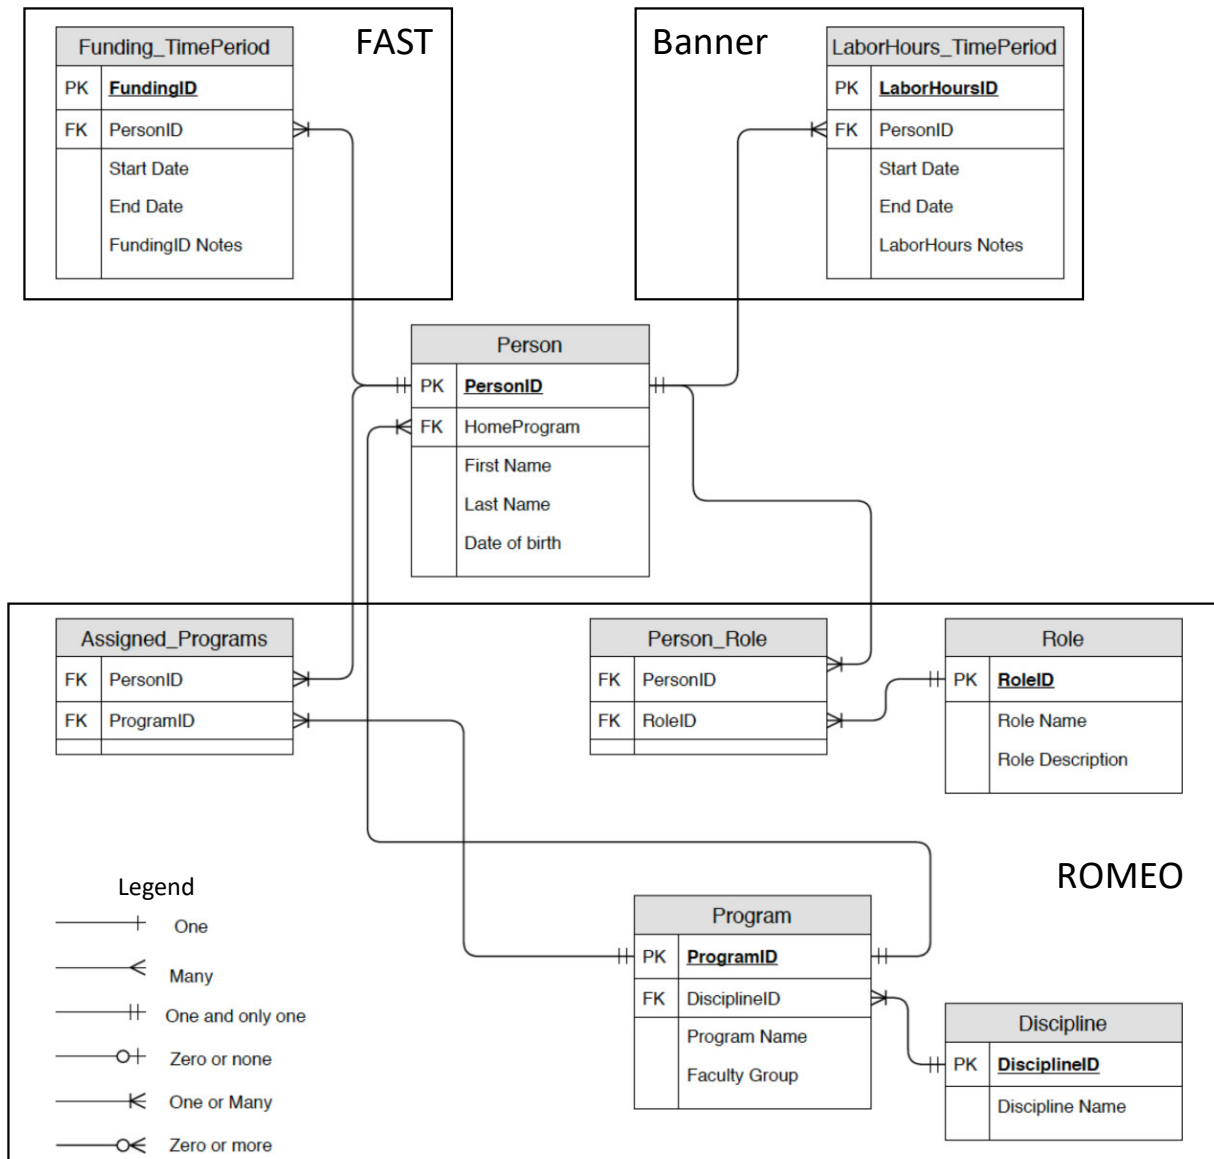 FAST
Funding_TimePeriod
PK FundingID
FK PersonID
Start Date
End Date
FundingID Notes
Banner
LaborHours_TimePeriod
PK LaborHoursID
FK PersonID
Start Date
End Date
LaborHours Notes
Person
PK PersonID
FK HomeProgram
First Name
Last Name
Date of birth
Assigned_Programs
FK PersonID
FK ProgramID
Person_Role
FK PersonID
FK RoleID
Role
PK RoleID
Role Name
Role Description
ROMEO
Legend
One
Many
One and only one
Zero or none
One or Many
Zero or more
Program
PK ProgramID
FK DisciplineID
Program Name
Faculty Group
Discipline
PK DisciplineID
Discipline Name